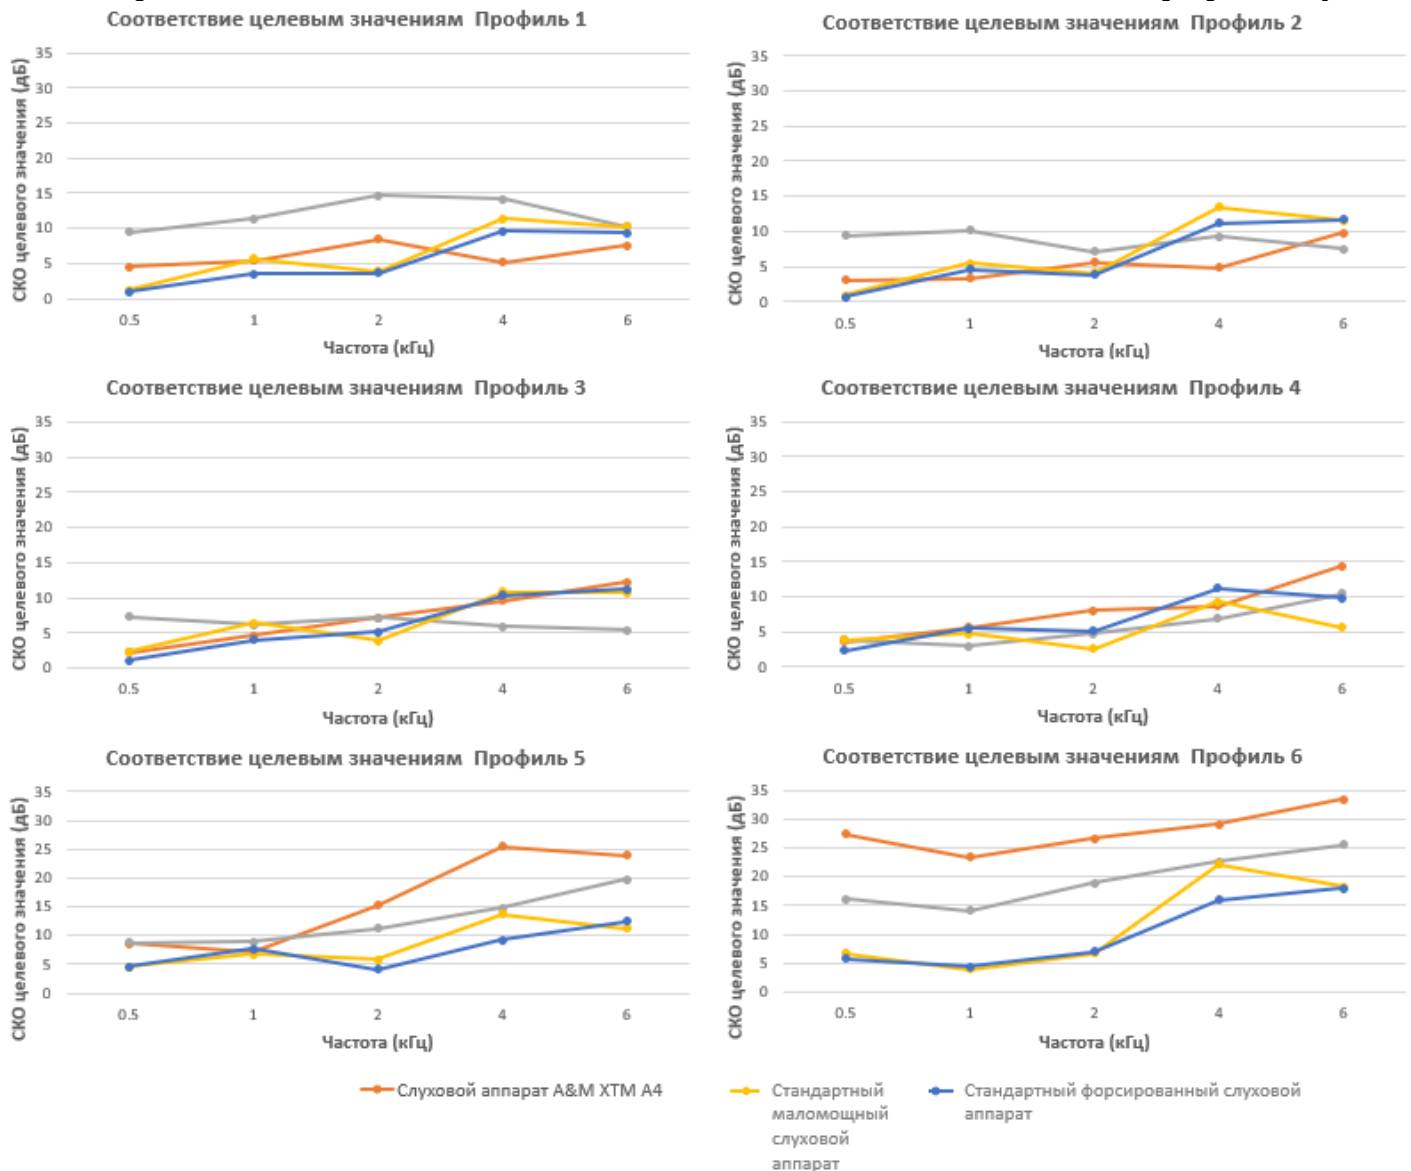 Соответствие целевым значениям Профиль 1
СКО целевого значения (дБ)
35
30
25
20
15
10
5
0
0.5 1 2 4 6
Частота (кГц)
Соответствие целевым значениям Профиль 2
СКО целевого значения (дБ)
35
30
25
20
15
10
5
0
0.5 1 2 4 6
Частота (кГц)
Соответствие целевым значениям Профиль 3
СКО целевого значения (дБ)
35
30
25
20
15
10
5
0
0.5 1 2 4 6
Частота (кГц)
Соответствие целевым значениям Профиль 4
СКО целевого значения (дБ)
35
30
25
20
15
10
5
0
0.5 1 2 4 6
Частота (кГц)
Соответствие целевым значениям Профиль 5
СКО целевого значения (дБ)
35
30
25
20
15
10
5
0
0.5 1 2 4 6
Частота (кГц)
Соответствие целевым значениям Профиль 6
СКО целевого значения (дБ)
35
30
25
20
15
10
5
0
0.5 1 2 4 6
Частота (кГц)
Слуховой аппарат A&M XTM A4
Стандартный
маломощный
слуховой
аппарат
Стандартный форсированный слуховой
аппарат